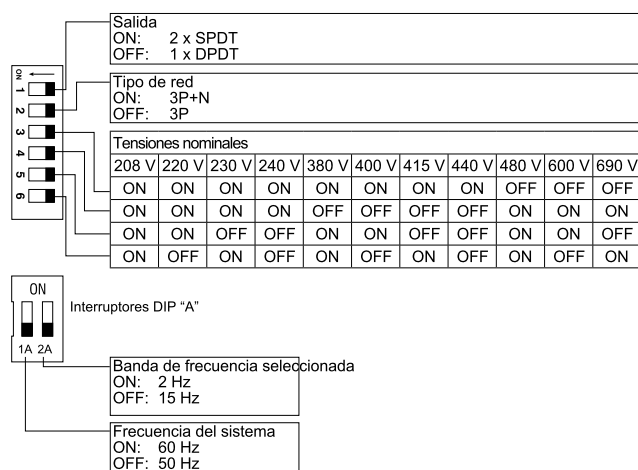 Salida
ON: 2 x SPDT
OFF: 1 x DPDT
ON
1
2
3
4
5
6
Tipo de red
ON: 3P+N
OFF: 3P
Tensiones nominales
208 V 220 V 230 V 240 V 380 V 400 V 415 V 440 V 480 V 600 V 690 V
ON ON ON ON ON ON ON ON OFF OFF OFF
ON ON ON ON OFF OFF OFF OFF ON ON ON
ON ON OFF OFF ON ON OFF OFF ON ON OFF
ON OFF ON OFF ON OFF ON OFF ON OFF ON
ON
Interruptores DIP “A”
1A 2A
Banda de frecuencia seleccionada
ON: 2 Hz
OFF: 15 Hz
Frecuencia del sistema
ON: 60 Hz
OFF: 50 Hz